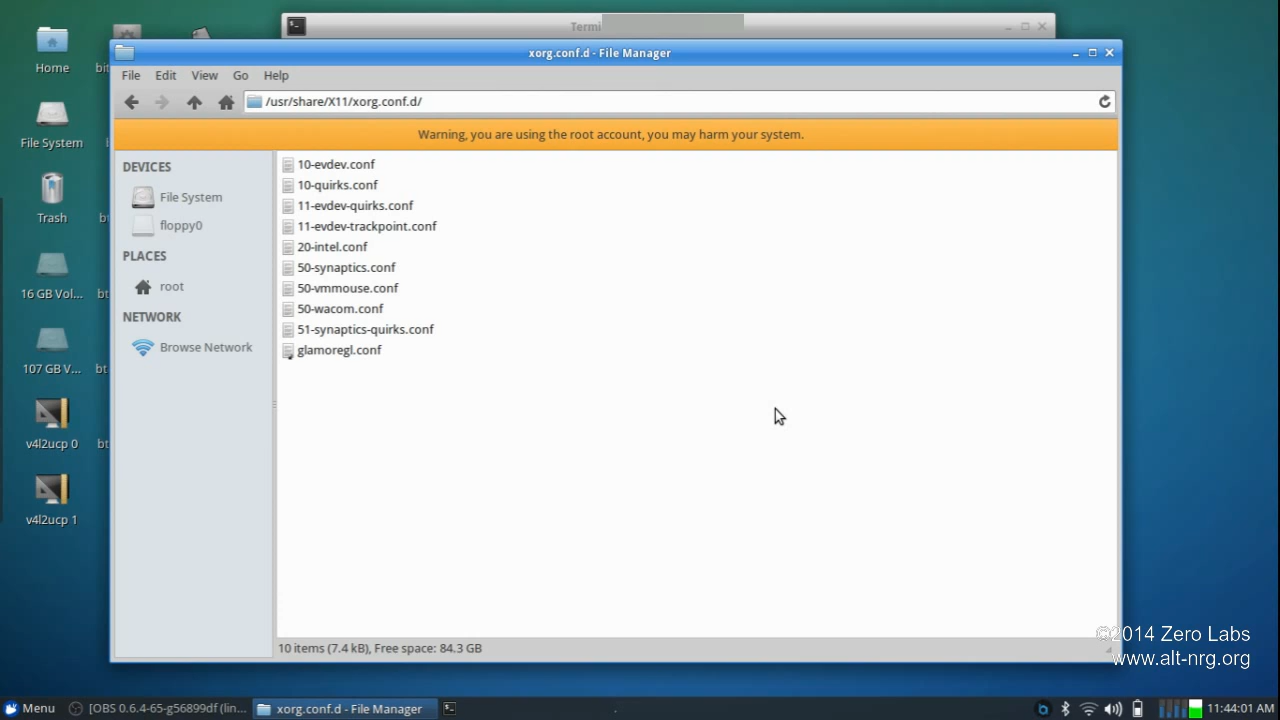 Termi
xorg.conf.d - File Manager
File Edit View Go Help
/usr/share/X11/xorg.conf.d/
Warning, you are using the root account, you may harm your system.
DEVICES
File System
floppy0
PLACES
root
NETWORK
Browse Network
10-evdev.conf
10-quirks.conf
11-evdev-quirks.conf
11-evdev-trackpoint.conf
20-intel.conf
50-synaptics.conf
50-vmmouse.conf
50-wacom.conf
51-synaptics-quirks.conf
glamoregl.conf
10 items (7.4 kB), Free space: 84.3 GB
Home
File System
Trash
16 GB Vol...
107 GB V...
v4l2ucp 0
v4l2ucp 1
©2014 Zero Labs
www.alt-nrg.org
Menu
[OBS 0.6.4-65-g56899df (lin...
xorg.conf.d - File Manager
11:44:01 AM